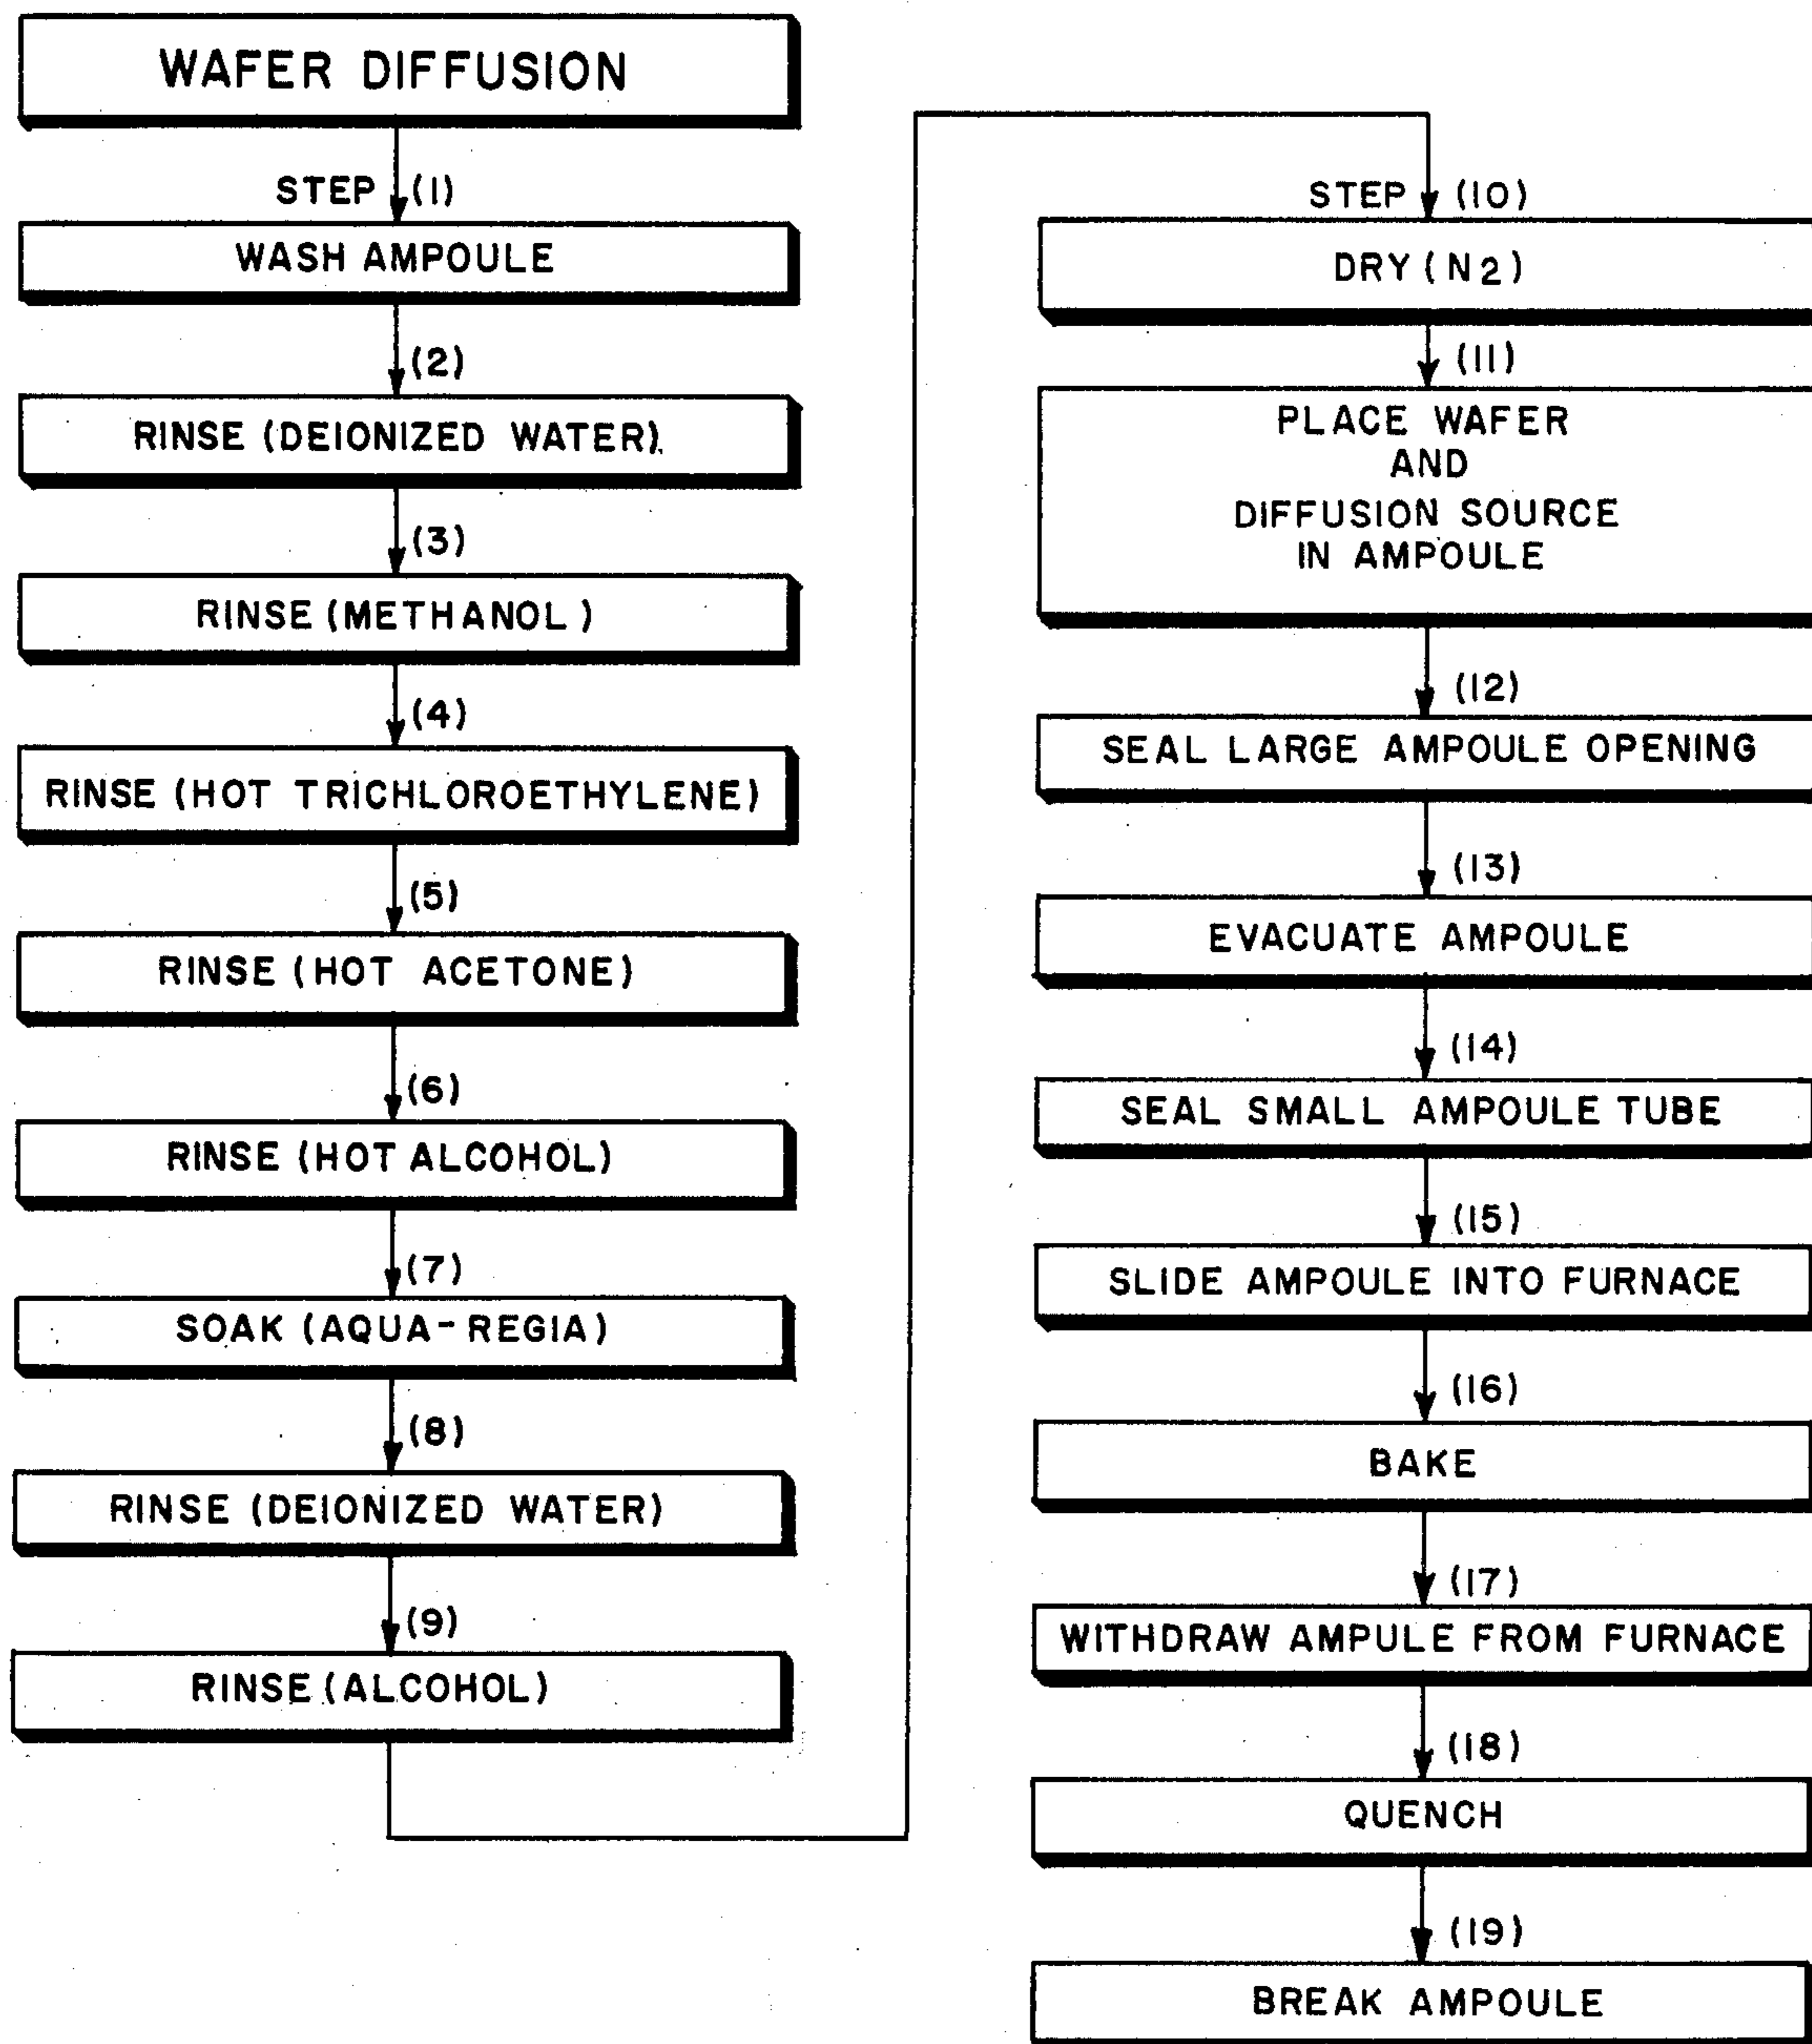 WAFER DIFFUSION
STEP (1)
WASH AMPOULE
(2)
RINSE (DEIONIZED WATER)
(3)
RINSE (METHANOL)
(4)
RINSE (HOT TRICHLOROETHYLENE)
(5)
RINSE (HOT ACETONE)
(6)
RINSE (HOT ALCOHOL)
(7)
SOAK (AQUA-REGIA)
(8)
RINSE (DEIONIZED WATER)
(9)
RINSE (ALCOHOL)
STEP (10)
DRY (N2)
(11)
PLACE WAFER
AND
DIFFUSION SOURCE
IN AMPOULE
(12)
SEAL LARGE AMPOULE OPENING
(13)
EVACUATE AMPOULE
(14)
SEAL SMALL AMPOULE TUBE
(15)
SLIDE AMPOULE INTO FURNACE
(16)
BAKE
(17)
WITHDRAW AMPULE FROM FURNACE
(18)
QUENCH
(19)
BREAK AMPOULE